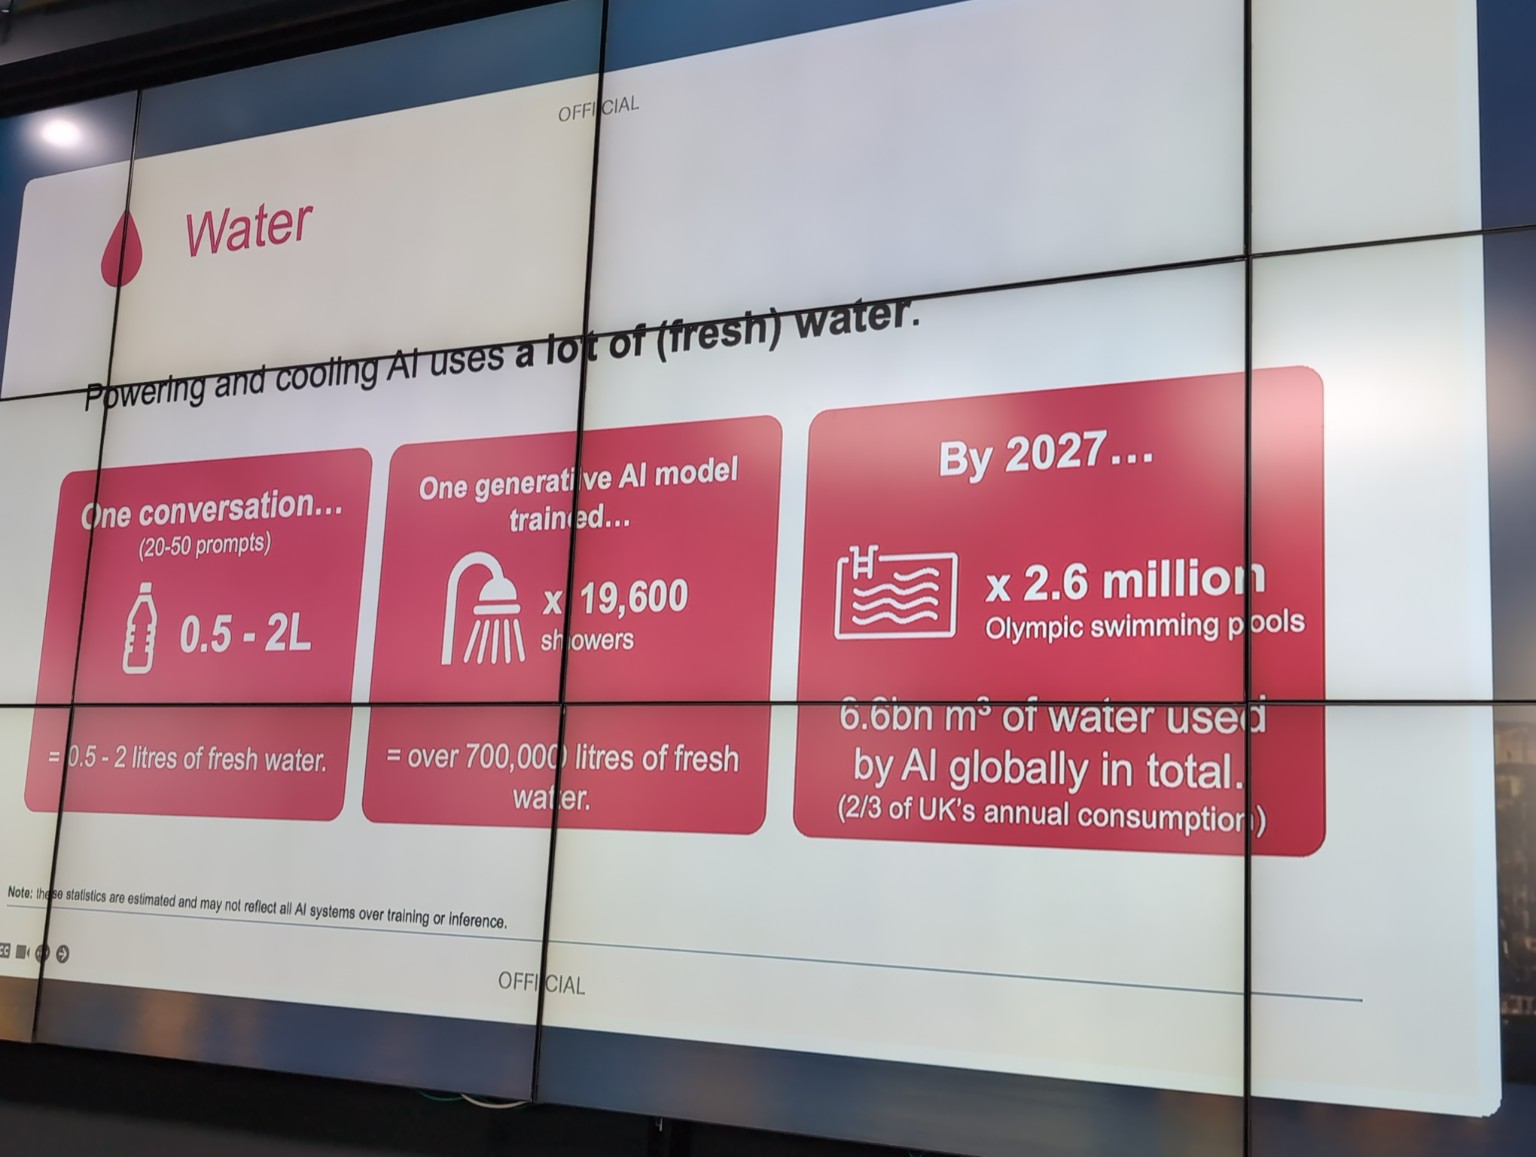 OFFICIAL
Water
Powering and cooling AI uses a lot of (fresh) water.
One conversation...
(20-50 prompts)
0.5 - 2L
= 0.5 - 2 litres of fresh water.
One generative AI model
trained...
x 19,600
showers
= over 700,000 litres of fresh
water.
By 2027...
x 2.6 million
Olympic swimming pools
6.6bn m³ of water used
by AI globally in total.
(2/3 of UK's annual consumption)
Note: these statistics are estimated and may not reflect all AI systems over training or inference.
CC
OFFICIAL